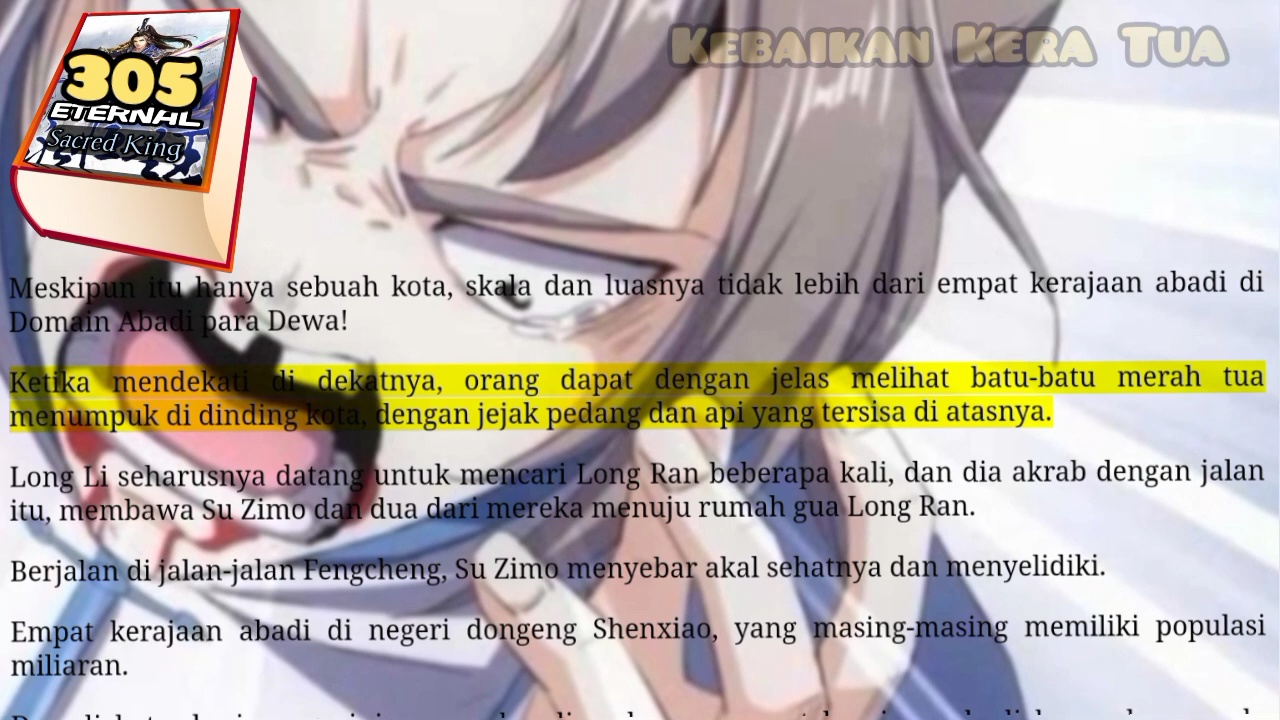 305
ETERNAL
Sacred King
KEBAIKAN KERA TUA
Meskipun itu hanya sebuah kota, skala dan luasnya tidak lebih dari empat kerajaan abadi di
Domain Abadi para Dewa!
Ketika mendekati di dekatnya, orang dapat dengan jelas melihat batu-batu merah tua
menumpuk di dinding kota, dengan jejak pedang dan api yang tersisa di atasnya.
Long Li seharusnya datang untuk mencari Long Ran beberapa kali, dan dia akrab dengan jalan
itu, membawa Su Zimo dan dua dari mereka menuju rumah gua Long Ran.
Berjalan di jalan-jalan Fengcheng, Su Zimo menyebar akal sehatnya dan menyelidiki.
Empat kerajaan abadi di negeri dongeng Shenxiao, yang masing-masing memiliki populasi
miliaran.